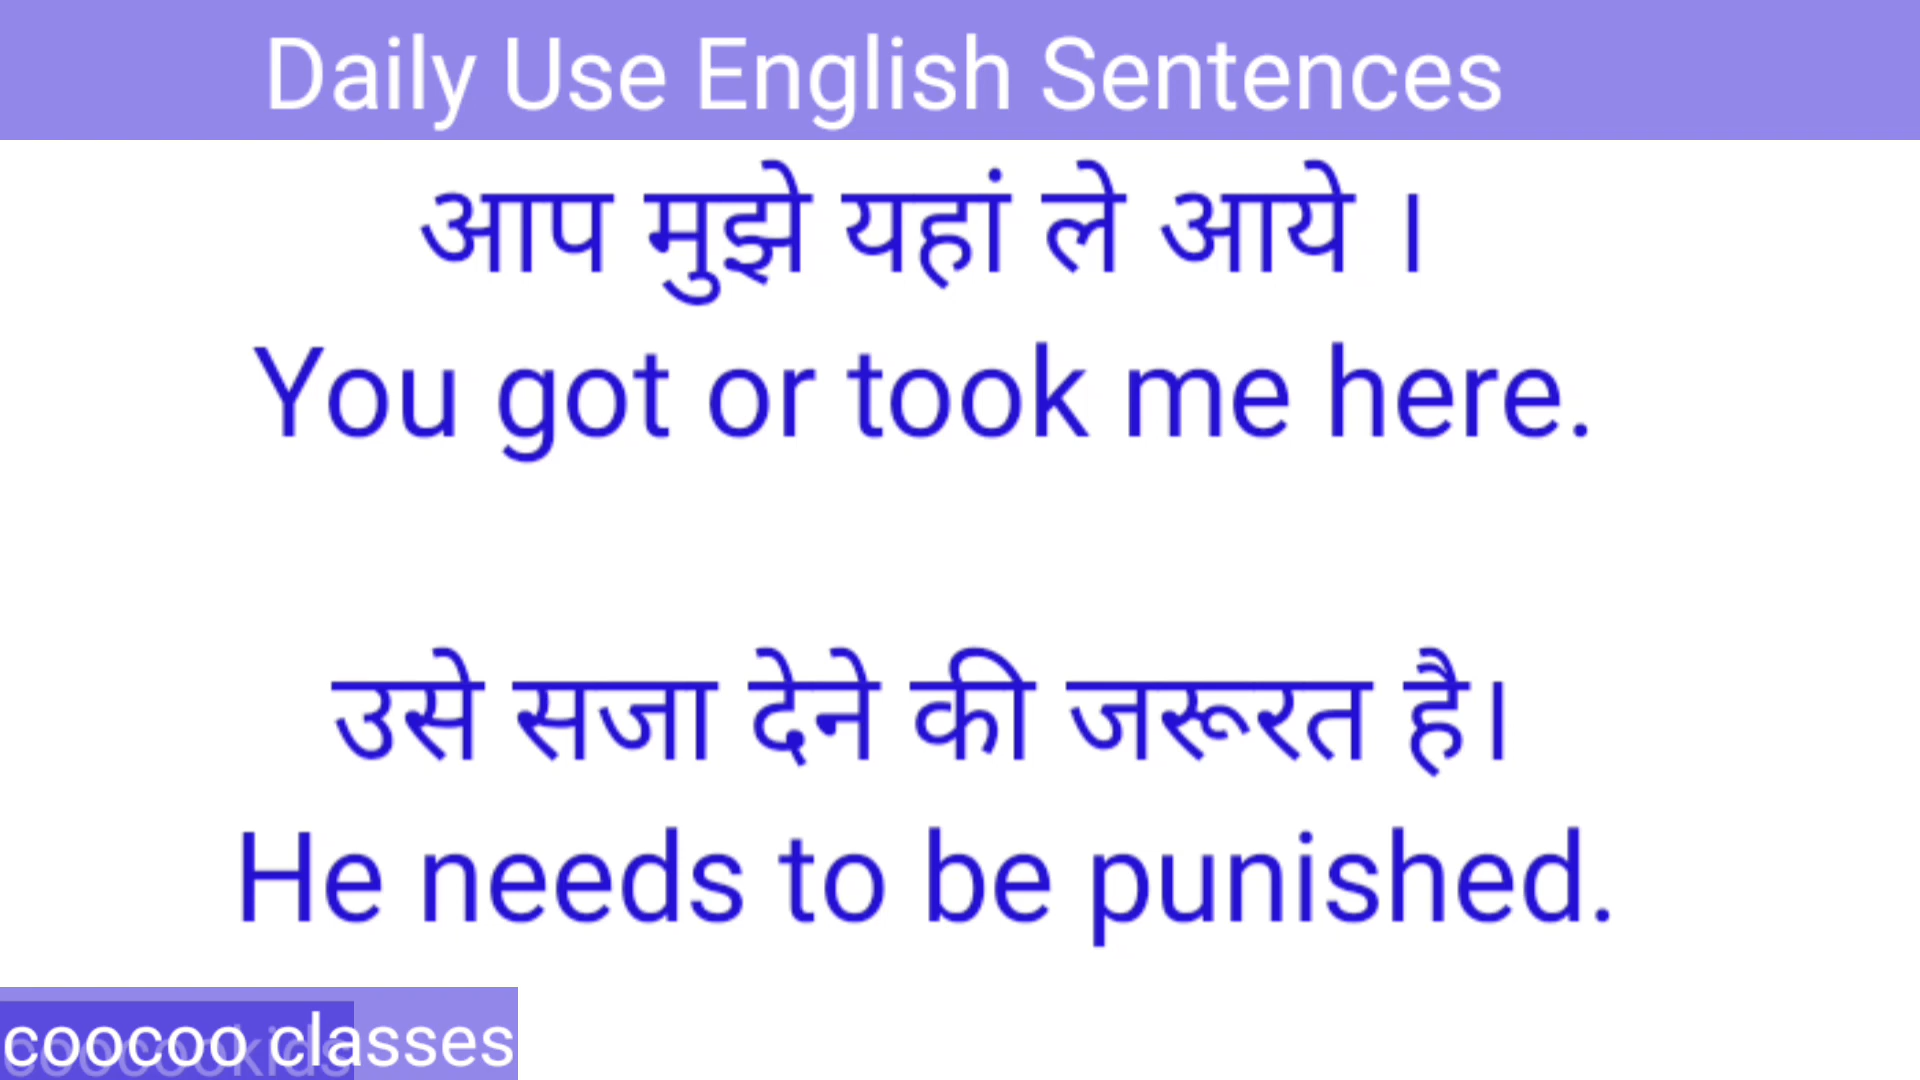 Daily Use English Sentences
आप मुझे यहां ले आये ।
You got or took me here.
उसे सजा देने की जरूरत है।
He needs to be punished.
coocoo classes
coocookids